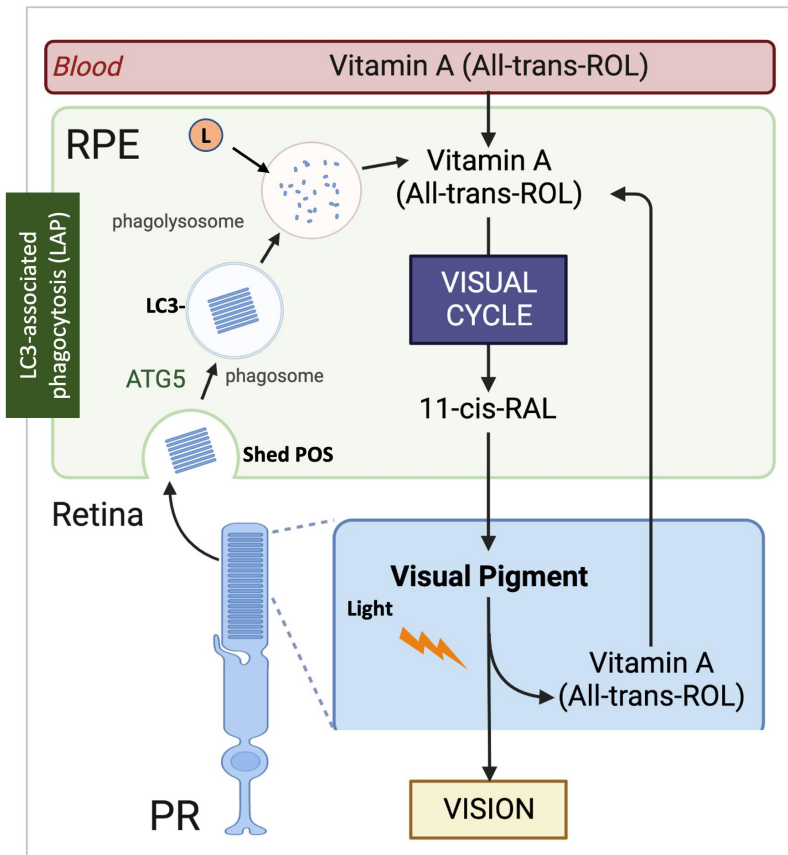 Blood
Vitamin A (All-trans-ROL)
RPE
L
Vitamin A
(All-trans-ROL)
phagolysosome
LC3-associated
phagocytosis (LAP)
LC3-
VISUAL
CYCLE
ATG5
phagosome
11-cis-RAL
Shed POS
Retina
Visual Pigment
Light
Vitamin A
(All-trans-ROL)
PR
VISION